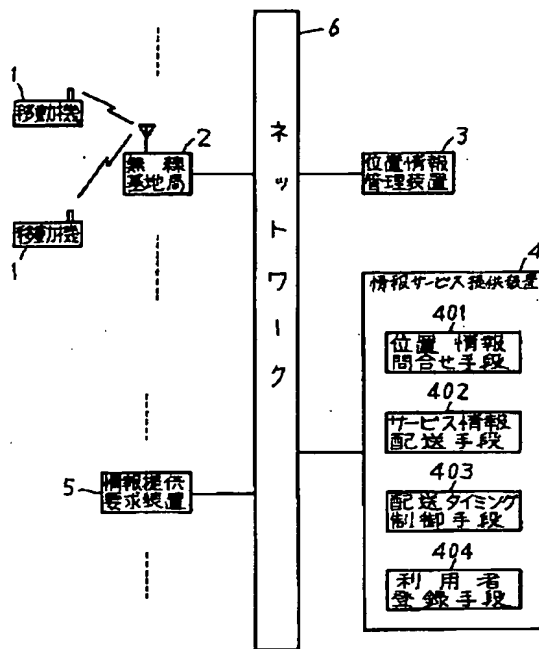 6
1
移動機
2
無線
基地局
移動機
1
ネットワーク
3
位置情報
管理装置
4
情報サービス提供装置
401
位置情報
問合せ手段
402
サービス情報
配送手段
403
配送タイミング
制御手段
404
利用者
登録手段
5
情報提供
要求装置